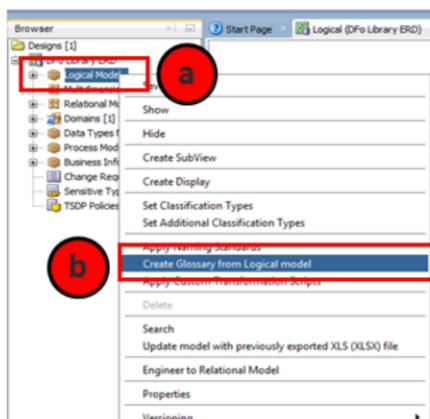 Browser
Start Page
Logical (DFo Library ERD)
Designs [1]
DFo Library ERD
Logical Model
Multidimensio
Relational Mo
Domains [1]
Data Types M
Process Mod
Business Info
Change Req
Sensitive Typ
TSDP Policies
a
b
Show
Hide
Create SubView
Create Display
Set Classification Types
Set Additional Classification Types
Apply Naming Standards
Create Glossary from Logical model
Apply Custom Transformation Scripts
Delete
Search
Update model with previously exported XLS (XLSX) file
Engineer to Relational Model
Properties
Versioning